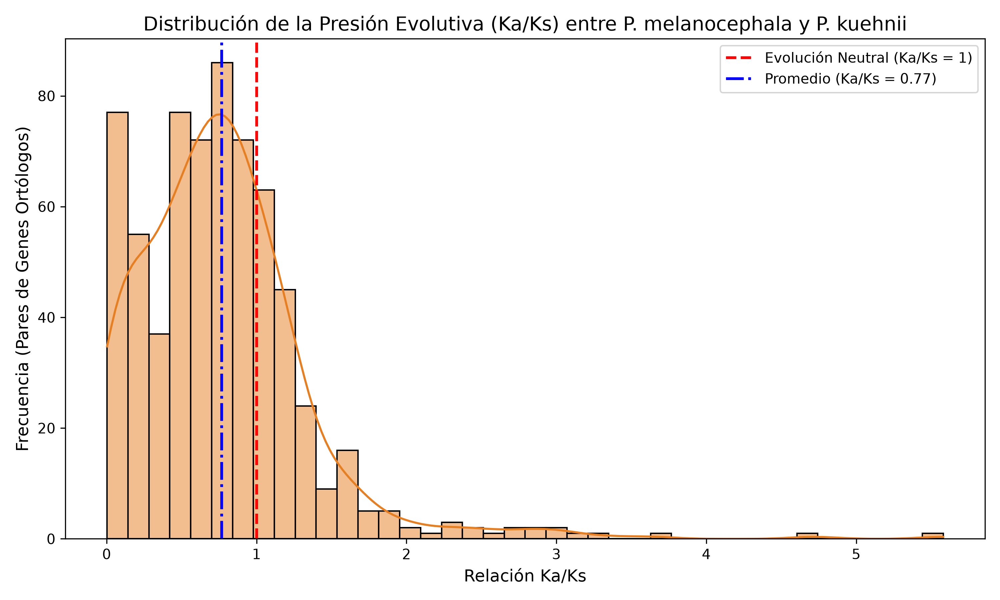 Distribución de la Presión Evolutiva (Ka/Ks) entre P. melanocephala y P. kuehnii
Evolución Neutral (Ka/Ks = 1)
Promedio (Ka/Ks = 0.77)
Frecuencia (Pares de Genes Ortólogos)
80
60
40
20
0
0 1 2 3 4 5
Relación Ka/Ks